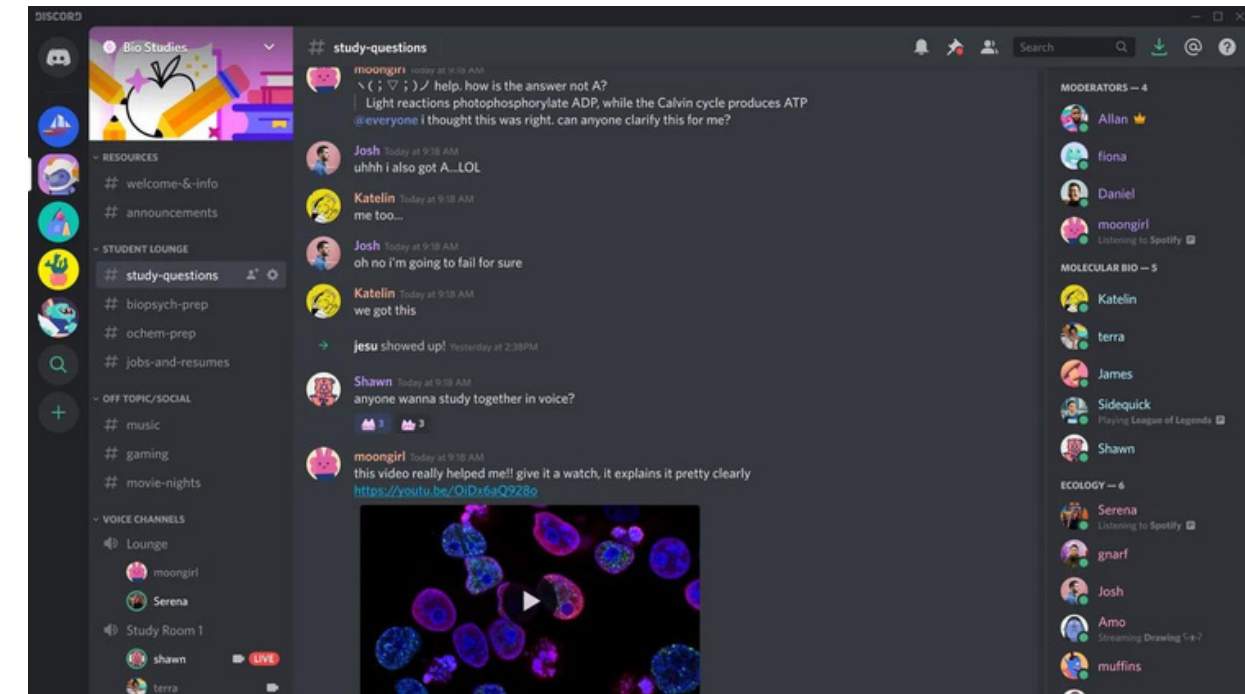 DISCORD
Bio Studies
RESOURCES
# welcome-&-info
# announcements
STUDENT LOUNGE
# study-questions
# biopsych-prep
# ochem-prep
# jobs-and-resumes
OFF TOPIC/SOCIAL
# music
# gaming
# movie-nights
VOICE CHANNELS
Lounge
moongirl
Serena
Study Room 1
shawn LIVE
terra
# study-questions
Search
moongirl Today at 9:18 AM
ヽ(；▽；)ノ help. how is the answer not A?
Light reactions photophosphorylate ADP, while the Calvin cycle produces ATP
@everyone i thought this was right. can anyone clarify this for me?
Josh Today at 9:18 AM
uhhh i also got A...LOL
Katelin Today at 9:18 AM
me too...
Josh Today at 9:18 AM
oh no i'm going to fail for sure
Katelin Today at 9:18 AM
we got this
jesu showed up! Yesterday at 2:38PM
Shawn Today at 9:18 AM
anyone wanna study together in voice?
3 3
moongirl Today at 9:18 AM
this video really helped me!! give it a watch, it explains it pretty clearly
https://youtu.be/OiDx6aQ928o
MODERATORS — 4
Allan
fiona
Daniel
moongirl
Listening to Spotify
MOLECULAR BIO — 5
Katelin
terra
James
Sidequick
Playing League of Legends
Shawn
ECOLOGY — 6
Serena
Listening to Spotify
gnarf
Josh
Amo
Streaming Drawing
muffins